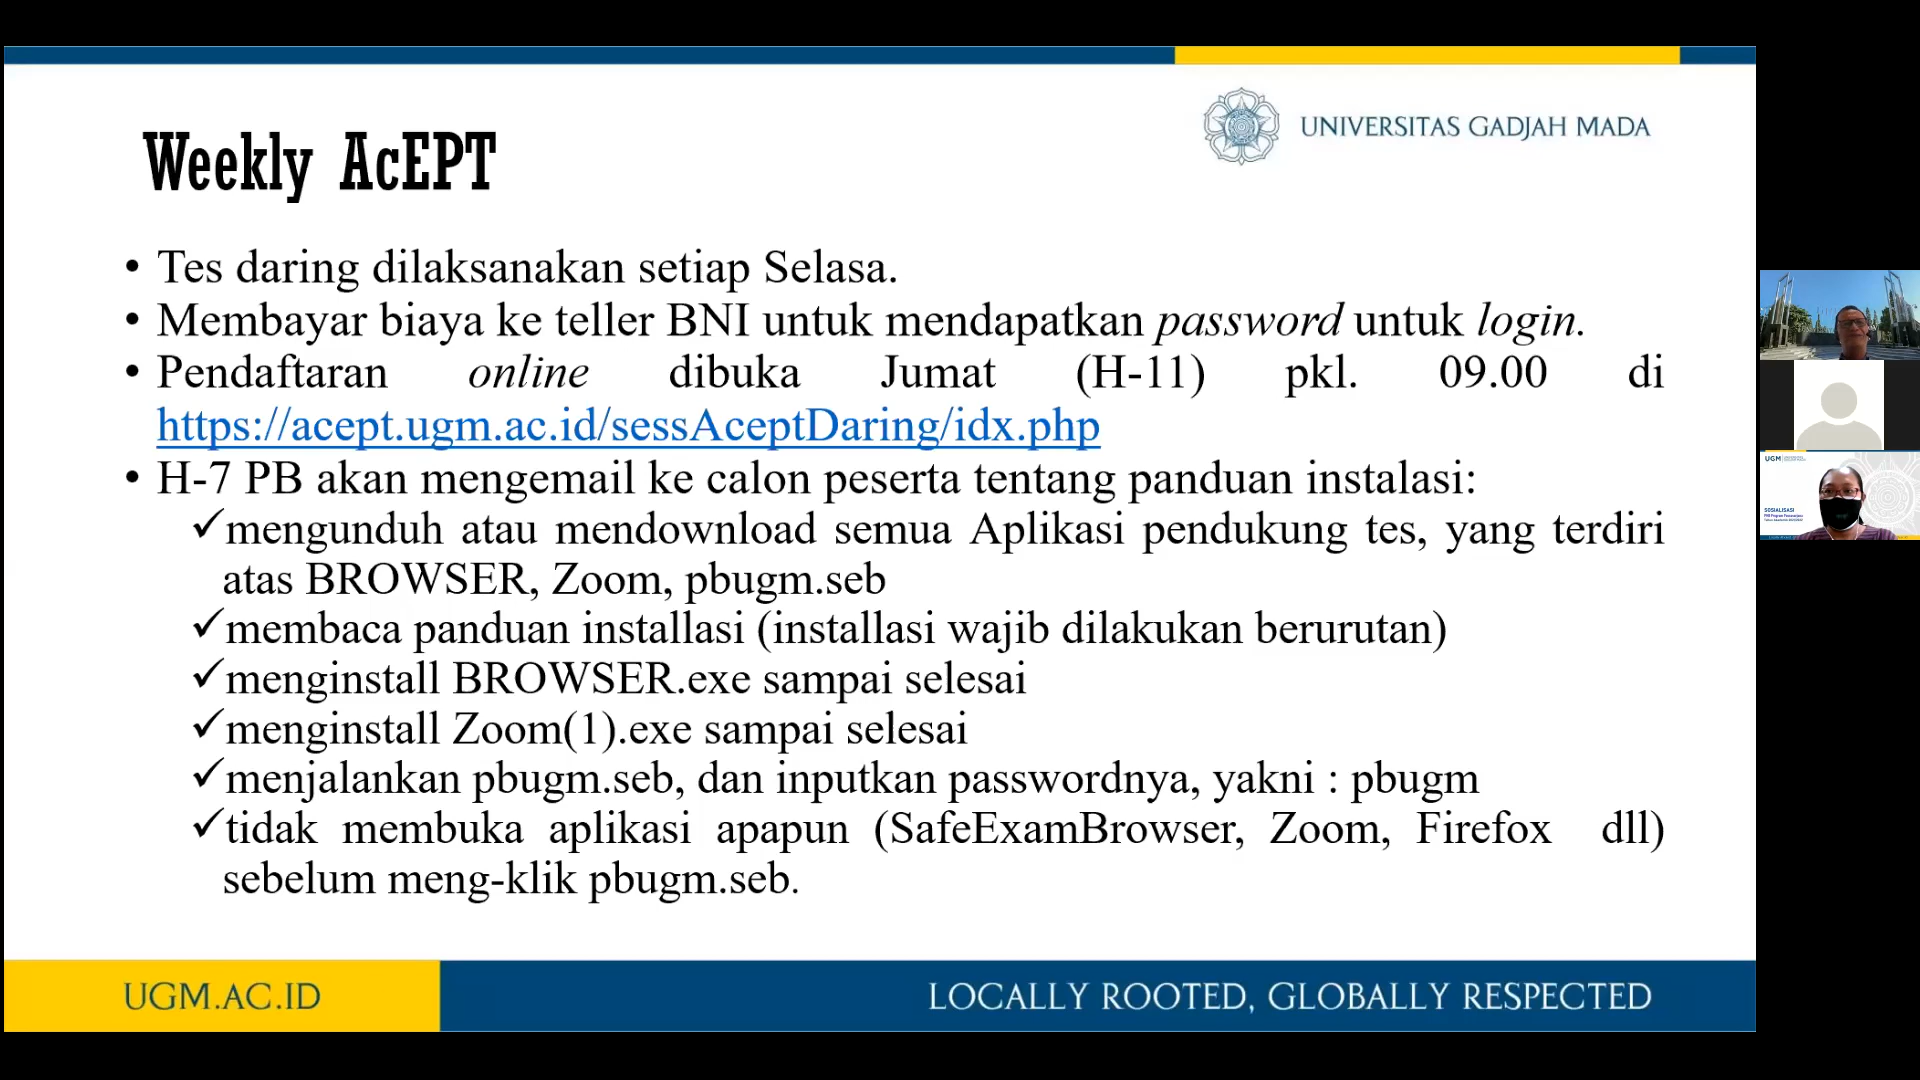 UNIVERSITAS GADJAH MADA
Weekly AcEPT
• Tes daring dilaksanakan setiap Selasa.
• Membayar biaya ke teller BNI untuk mendapatkan password untuk login.
• Pendaftaran online dibuka Jumat (H-11) pkl. 09.00 di
https://acept.ugm.ac.id/sessAceptDaring/idx.php
• H-7 PB akan mengemail ke calon peserta tentang panduan instalasi:
✓mengunduh atau mendownload semua Aplikasi pendukung tes, yang terdiri
atas BROWSER, Zoom, pbugm.seb
✓membaca panduan installasi (installasi wajib dilakukan berurutan)
✓menginstall BROWSER.exe sampai selesai
✓menginstall Zoom(1).exe sampai selesai
✓menjalankan pbugm.seb, dan inputkan passwordnya, yakni : pbugm
✓tidak membuka aplikasi apapun (SafeExamBrowser, Zoom, Firefox dll)
sebelum meng-klik pbugm.seb.
UGM.AC.ID
LOCALLY ROOTED, GLOBALLY RESPECTED
UGM
SOSIALISASI